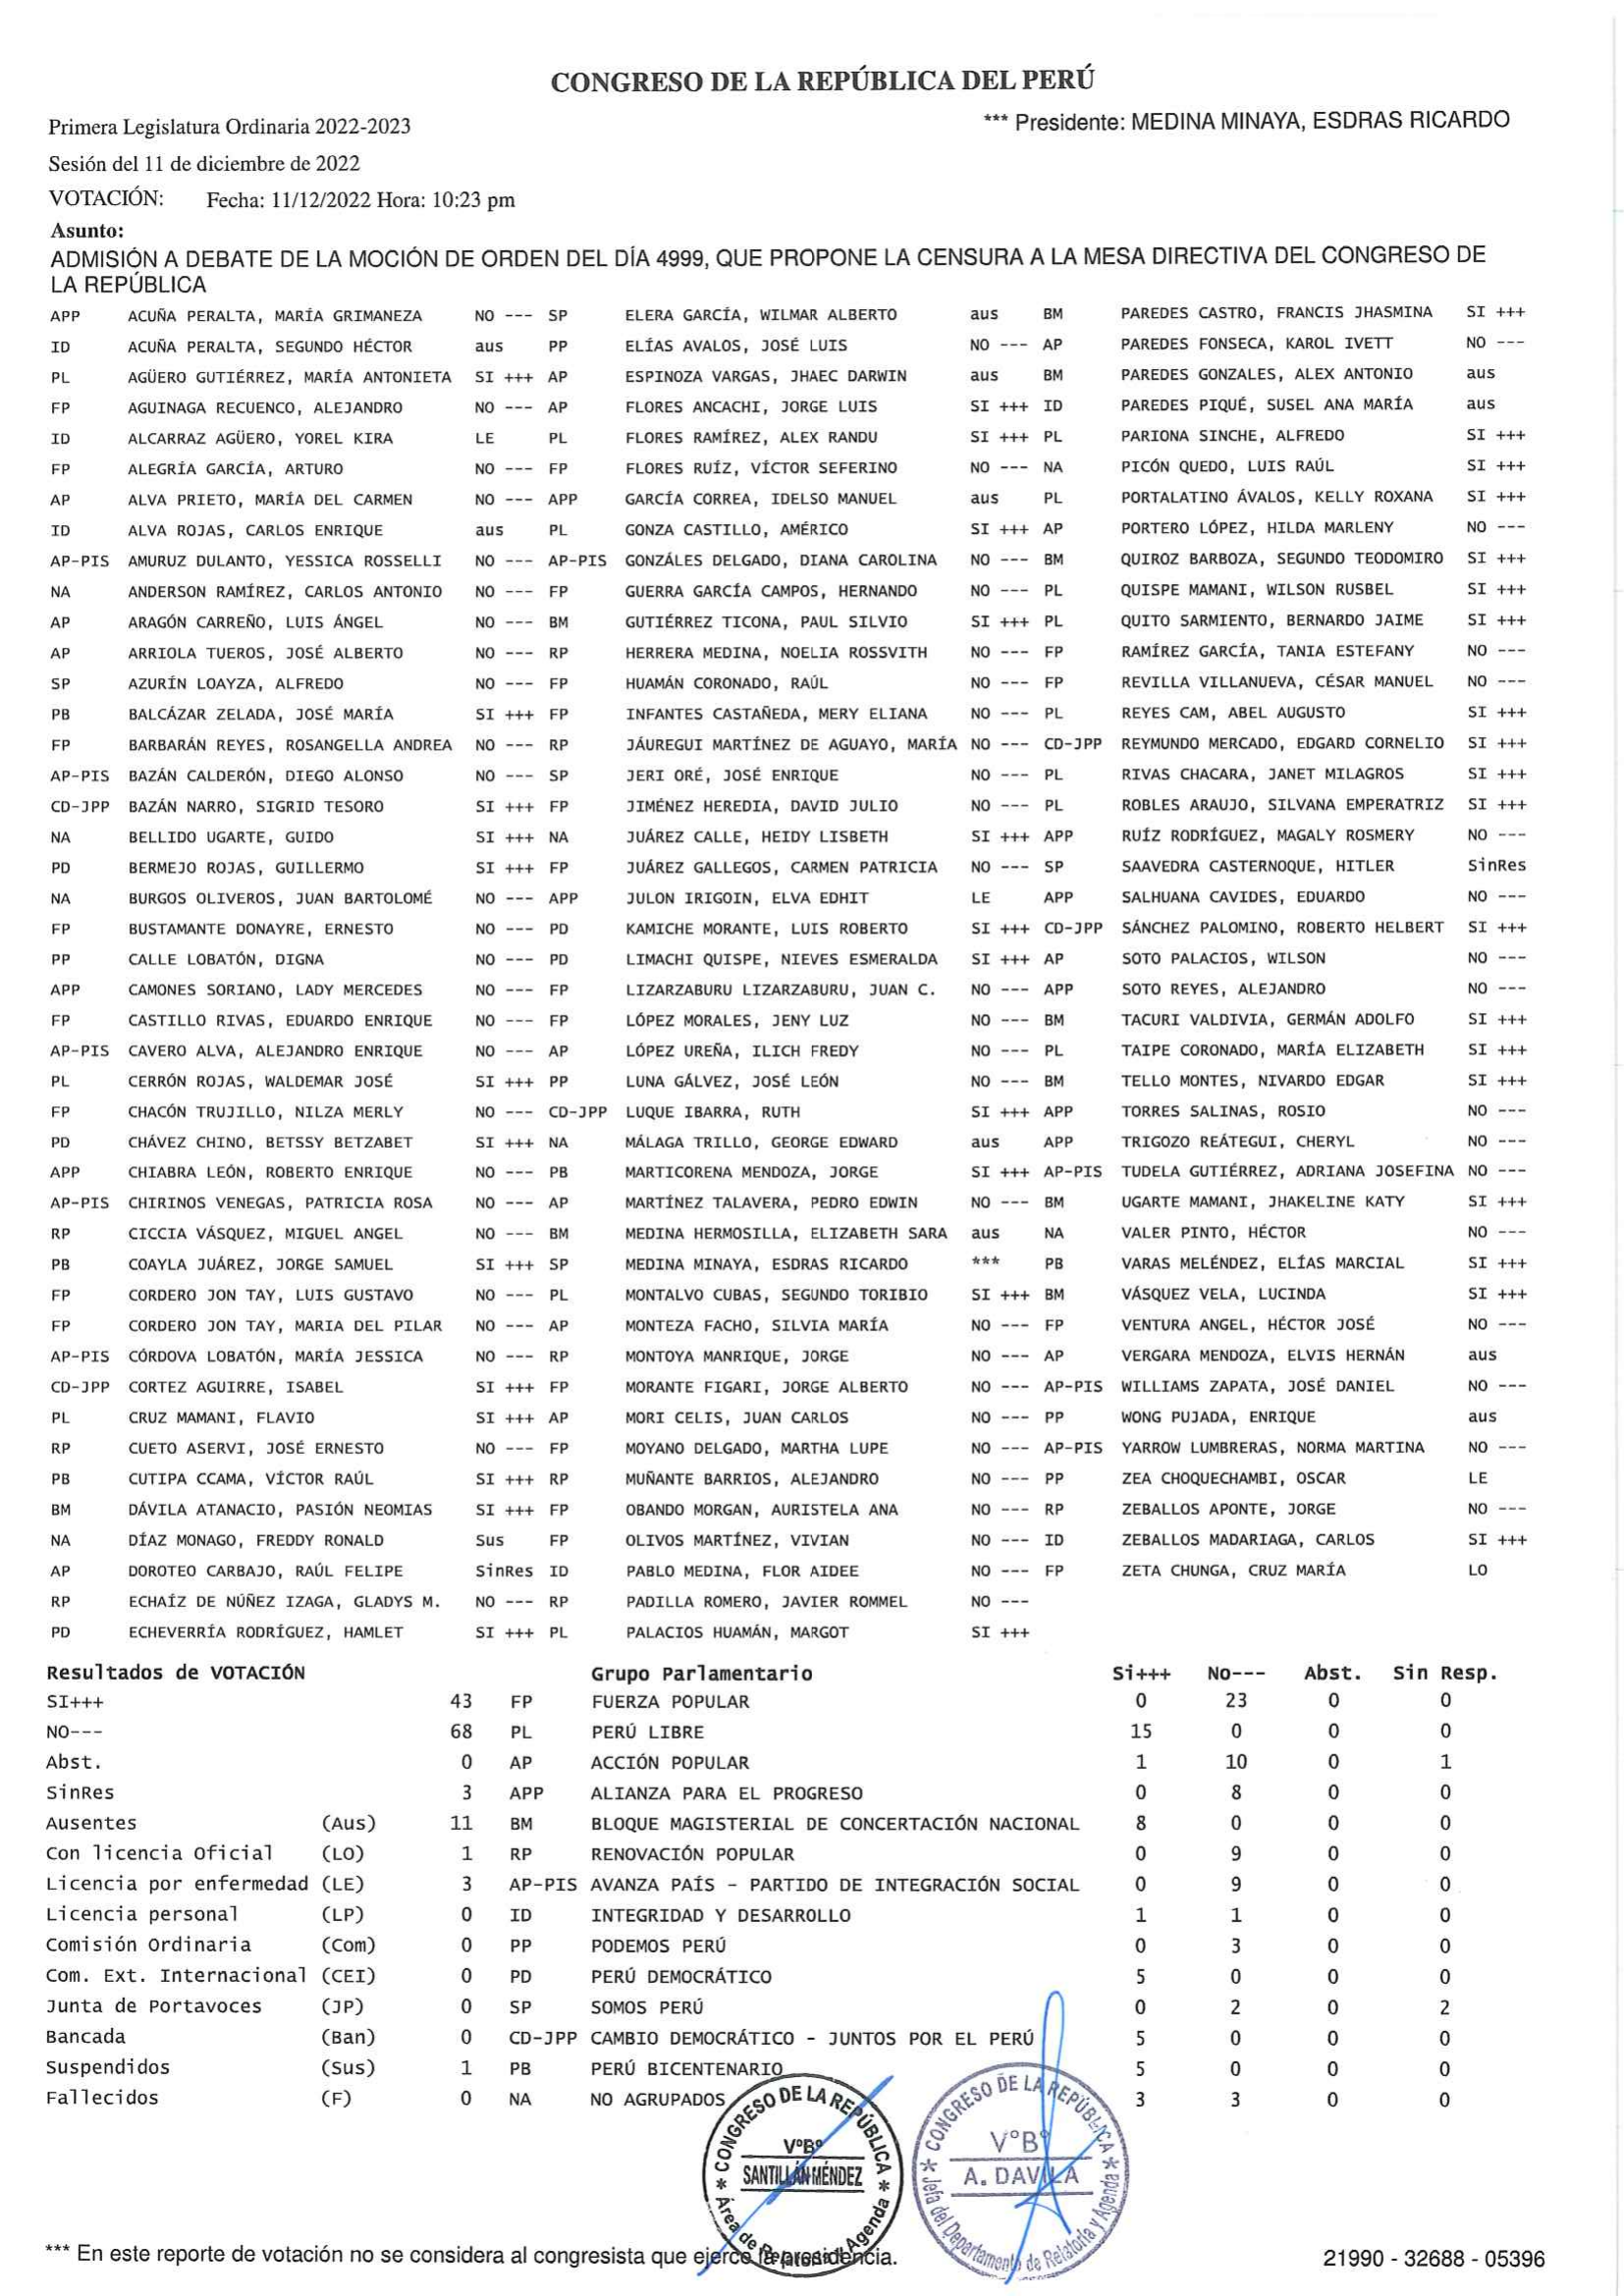 CONGRESO DE LA REPÚBLICA DEL PERÚ
Primera Legislatura Ordinaria 2022-2023 *** Presidente: MEDINA MINAYA, ESDRAS RICARDO
Sesión del 11 de diciembre de 2022
VOTACIÓN: Fecha: 11/12/2022 Hora: 10:23 pm
Asunto:
ADMISIÓN A DEBATE DE LA MOCIÓN DE ORDEN DEL DÍA 4999, QUE PROPONE LA CENSURA A LA MESA DIRECTIVA DEL CONGRESO DE
LA REPÚBLICA
APP ACUÑA PERALTA, MARÍA GRIMANEZA NO --- SP ELERA GARCÍA, WILMAR ALBERTO aus BM PAREDES CASTRO, FRANCIS JHASMINA SI +++
ID ACUÑA PERALTA, SEGUNDO HÉCTOR aus PP ELÍAS AVALOS, JOSÉ LUIS NO --- AP PAREDES FONSECA, KAROL IVETT NO ---
PL AGÜERO GUTIÉRREZ, MARÍA ANTONIETA SI +++ AP ESPINOZA VARGAS, JHAEC DARWIN aus BM PAREDES GONZALES, ALEX ANTONIO aus
FP AGUINAGA RECUENCO, ALEJANDRO NO --- AP FLORES ANCACHI, JORGE LUIS SI +++ ID PAREDES PIQUÉ, SUSEL ANA MARÍA aus
ID ALCARRAZ AGÜERO, YOREL KIRA LE PL FLORES RAMÍREZ, ALEX RANDU SI +++ PL PARIONA SINCHE, ALFREDO SI +++
FP ALEGRÍA GARCÍA, ARTURO NO --- FP FLORES RUÍZ, VÍCTOR SEFERINO NO --- NA PICÓN QUEDO, LUIS RAÚL SI +++
AP ALVA PRIETO, MARÍA DEL CARMEN NO --- APP GARCÍA CORREA, IDELSO MANUEL aus PL PORTALATINO ÁVALOS, KELLY ROXANA SI +++
ID ALVA ROJAS, CARLOS ENRIQUE aus PL GONZA CASTILLO, AMÉRICO SI +++ AP PORTERO LÓPEZ, HILDA MARLENY NO ---
AP-PIS AMURUZ DULANTO, YESSICA ROSSELLI NO --- AP-PIS GONZÁLES DELGADO, DIANA CAROLINA NO --- BM QUIROZ BARBOZA, SEGUNDO TEODOMIRO SI +++
NA ANDERSON RAMÍREZ, CARLOS ANTONIO NO --- FP GUERRA GARCÍA CAMPOS, HERNANDO NO --- PL QUISPE MAMANI, WILSON RUSBEL SI +++
AP ARAGÓN CARREÑO, LUIS ÁNGEL NO --- BM GUTIÉRREZ TICONA, PAUL SILVIO SI +++ PL QUITO SARMIENTO, BERNARDO JAIME SI +++
AP ARRIOLA TUEROS, JOSÉ ALBERTO NO --- RP HERRERA MEDINA, NOELIA ROSSVITH NO --- FP RAMÍREZ GARCÍA, TANIA ESTEFANY NO ---
SP AZURÍN LOAYZA, ALFREDO NO --- FP HUAMÁN CORONADO, RAÚL NO --- FP REVILLA VILLANUEVA, CÉSAR MANUEL NO ---
PB BALCÁZAR ZELADA, JOSÉ MARÍA SI +++ FP INFANTES CASTAÑEDA, MERY ELIANA NO --- PL REYES CAM, ABEL AUGUSTO SI +++
FP BARBARÁN REYES, ROSANGELLA ANDREA NO --- RP JÁUREGUI MARTÍNEZ DE AGUAYO, MARÍA NO --- CD-JPP REYMUNDO MERCADO, EDGARD CORNELIO SI +++
AP-PIS BAZÁN CALDERÓN, DIEGO ALONSO NO --- SP JERI ORÉ, JOSÉ ENRIQUE NO --- PL RIVAS CHACARA, JANET MILAGROS SI +++
CD-JPP BAZÁN NARRO, SIGRID TESORO SI +++ FP JIMÉNEZ HEREDIA, DAVID JULIO NO --- PL ROBLES ARAUJO, SILVANA EMPERATRIZ SI +++
NA BELLIDO UGARTE, GUIDO SI +++ NA JUÁREZ CALLE, HEIDY LISBETH SI +++ APP RUÍZ RODRÍGUEZ, MAGALY ROSMERY NO ---
PD BERMEJO ROJAS, GUILLERMO SI +++ FP JUÁREZ GALLEGOS, CARMEN PATRICIA NO --- SP SAAVEDRA CASTERNOQUE, HITLER SinRes
NA BURGOS OLIVEROS, JUAN BARTOLOMÉ NO --- APP JULON IRIGOIN, ELVA EDHIT LE APP SALHUANA CAVIDES, EDUARDO NO ---
FP BUSTAMANTE DONAYRE, ERNESTO NO --- PD KAMICHE MORANTE, LUIS ROBERTO SI +++ CD-JPP SÁNCHEZ PALOMINO, ROBERTO HELBERT SI +++
PP CALLE LOBATÓN, DIGNA NO --- PD LIMACHI QUISPE, NIEVES ESMERALDA SI +++ AP SOTO PALACIOS, WILSON NO ---
APP CAMONES SORIANO, LADY MERCEDES NO --- FP LIZARZABURU LIZARZABURU, JUAN C. NO --- APP SOTO REYES, ALEJANDRO NO ---
FP CASTILLO RIVAS, EDUARDO ENRIQUE NO --- FP LÓPEZ MORALES, JENY LUZ NO --- BM TACURI VALDIVIA, GERMÁN ADOLFO SI +++
AP-PIS CAVERO ALVA, ALEJANDRO ENRIQUE NO --- AP LÓPEZ UREÑA, ILICH FREDY NO --- PL TAIPE CORONADO, MARÍA ELIZABETH SI +++
PL CERRÓN ROJAS, WALDEMAR JOSÉ SI +++ PP LUNA GÁLVEZ, JOSÉ LEÓN NO --- BM TELLO MONTES, NIVARDO EDGAR SI +++
FP CHACÓN TRUJILLO, NILZA MERLY NO --- CD-JPP LUQUE IBARRA, RUTH SI +++ APP TORRES SALINAS, ROSIO NO ---
PD CHÁVEZ CHINO, BETSSY BETZABET SI +++ NA MÁLAGA TRILLO, GEORGE EDWARD aus APP TRIGOZO REÁTEGUI, CHERYL NO ---
APP CHIABRA LEÓN, ROBERTO ENRIQUE NO --- PB MARTICORENA MENDOZA, JORGE SI +++ AP-PIS TUDELA GUTIÉRREZ, ADRIANA JOSEFINA NO ---
AP-PIS CHIRINOS VENEGAS, PATRICIA ROSA NO --- AP MARTÍNEZ TALAVERA, PEDRO EDWIN NO --- BM UGARTE MAMANI, JHAKELINE KATY SI +++
RP CICCIA VÁSQUEZ, MIGUEL ANGEL NO --- BM MEDINA HERMOSILLA, ELIZABETH SARA aus NA VALER PINTO, HÉCTOR NO ---
PB COAYLA JUÁREZ, JORGE SAMUEL SI +++ SP MEDINA MINAYA, ESDRAS RICARDO *** PB VARAS MELÉNDEZ, ELÍAS MARCIAL SI +++
FP CORDERO JON TAY, LUIS GUSTAVO NO --- PL MONTALVO CUBAS, SEGUNDO TORIBIO SI +++ BM VÁSQUEZ VELA, LUCINDA SI +++
FP CORDERO JON TAY, MARIA DEL PILAR NO --- AP MONTEZA FACHO, SILVIA MARÍA NO --- FP VENTURA ANGEL, HÉCTOR JOSÉ NO ---
AP-PIS CÓRDOVA LOBATÓN, MARÍA JESSICA NO --- RP MONTOYA MANRIQUE, JORGE NO --- AP VERGARA MENDOZA, ELVIS HERNÁN aus
CD-JPP CORTEZ AGUIRRE, ISABEL SI +++ FP MORANTE FIGARI, JORGE ALBERTO NO --- AP-PIS WILLIAMS ZAPATA, JOSÉ DANIEL NO ---
PL CRUZ MAMANI, FLAVIO SI +++ AP MORI CELIS, JUAN CARLOS NO --- PP WONG PUJADA, ENRIQUE aus
RP CUETO ASERVI, JOSÉ ERNESTO NO --- FP MOYANO DELGADO, MARTHA LUPE NO --- AP-PIS YARROW LUMBRERAS, NORMA MARTINA NO ---
PB CUTIPA CCAMA, VÍCTOR RAÚL SI +++ RP MUÑANTE BARRIOS, ALEJANDRO NO --- PP ZEA CHOQUECHAMBI, OSCAR LE
BM DÁVILA ATANACIO, PASIÓN NEOMIAS SI +++ FP OBANDO MORGAN, AURISTELA ANA NO --- RP ZEBALLOS APONTE, JORGE NO ---
NA DÍAZ MONAGO, FREDDY RONALD Sus FP OLIVOS MARTÍNEZ, VIVIAN NO --- ID ZEBALLOS MADARIAGA, CARLOS SI +++
AP DOROTEO CARBAJO, RAÚL FELIPE SinRes ID PABLO MEDINA, FLOR AIDEE NO --- FP ZETA CHUNGA, CRUZ MARÍA LO
RP ECHAÍZ DE NÚÑEZ IZAGA, GLADYS M. NO --- RP PADILLA ROMERO, JAVIER ROMMEL NO ---
PD ECHEVERRÍA RODRÍGUEZ, HAMLET SI +++ PL PALACIOS HUAMÁN, MARGOT SI +++
Resultados de VOTACIÓN Grupo Parlamentario Si+++ No--- Abst. Sin Resp.
SI+++ 43 FP FUERZA POPULAR 0 23 0 0
NO--- 68 PL PERÚ LIBRE 15 0 0 0
Abst. 0 AP ACCIÓN POPULAR 1 10 0 1
SinRes 3 APP ALIANZA PARA EL PROGRESO 0 8 0 0
Ausentes (Aus) 11 BM BLOQUE MAGISTERIAL DE CONCERTACIÓN NACIONAL 8 0 0 0
Con licencia Oficial (LO) 1 RP RENOVACIÓN POPULAR 0 9 0 0
Licencia por enfermedad (LE) 3 AP-PIS AVANZA PAÍS - PARTIDO DE INTEGRACIÓN SOCIAL 0 9 0 0
Licencia personal (LP) 0 ID INTEGRIDAD Y DESARROLLO 1 1 0 0
Comisión Ordinaria (Com) 0 PP PODEMOS PERÚ 0 3 0 0
Com. Ext. Internacional (CEI) 0 PD PERÚ DEMOCRÁTICO 5 0 0 0
Junta de Portavoces (JP) 0 SP SOMOS PERÚ 0 2 0 2
Bancada (Ban) 0 CD-JPP CAMBIO DEMOCRÁTICO - JUNTOS POR EL PERÚ 5 0 0 0
Suspendidos (Sus) 1 PB PERÚ BICENTENARIO 5 0 0 0
Fallecidos (F) 0 NA NO AGRUPADOS 3 3 0 0
* CONGRESO DE LA REPÚBLICA *
V°B°
SANTILLÁN MÉNDEZ
Área de Relatoría y Agenda
* CONGRESO DE LA REPÚBLICA *
V°B°
A. DAVILA
Jefa del Departamento de Relatoría y Agenda
*** En este reporte de votación no se considera al congresista que ejerce la presidencia. 21990 - 32688 - 05396